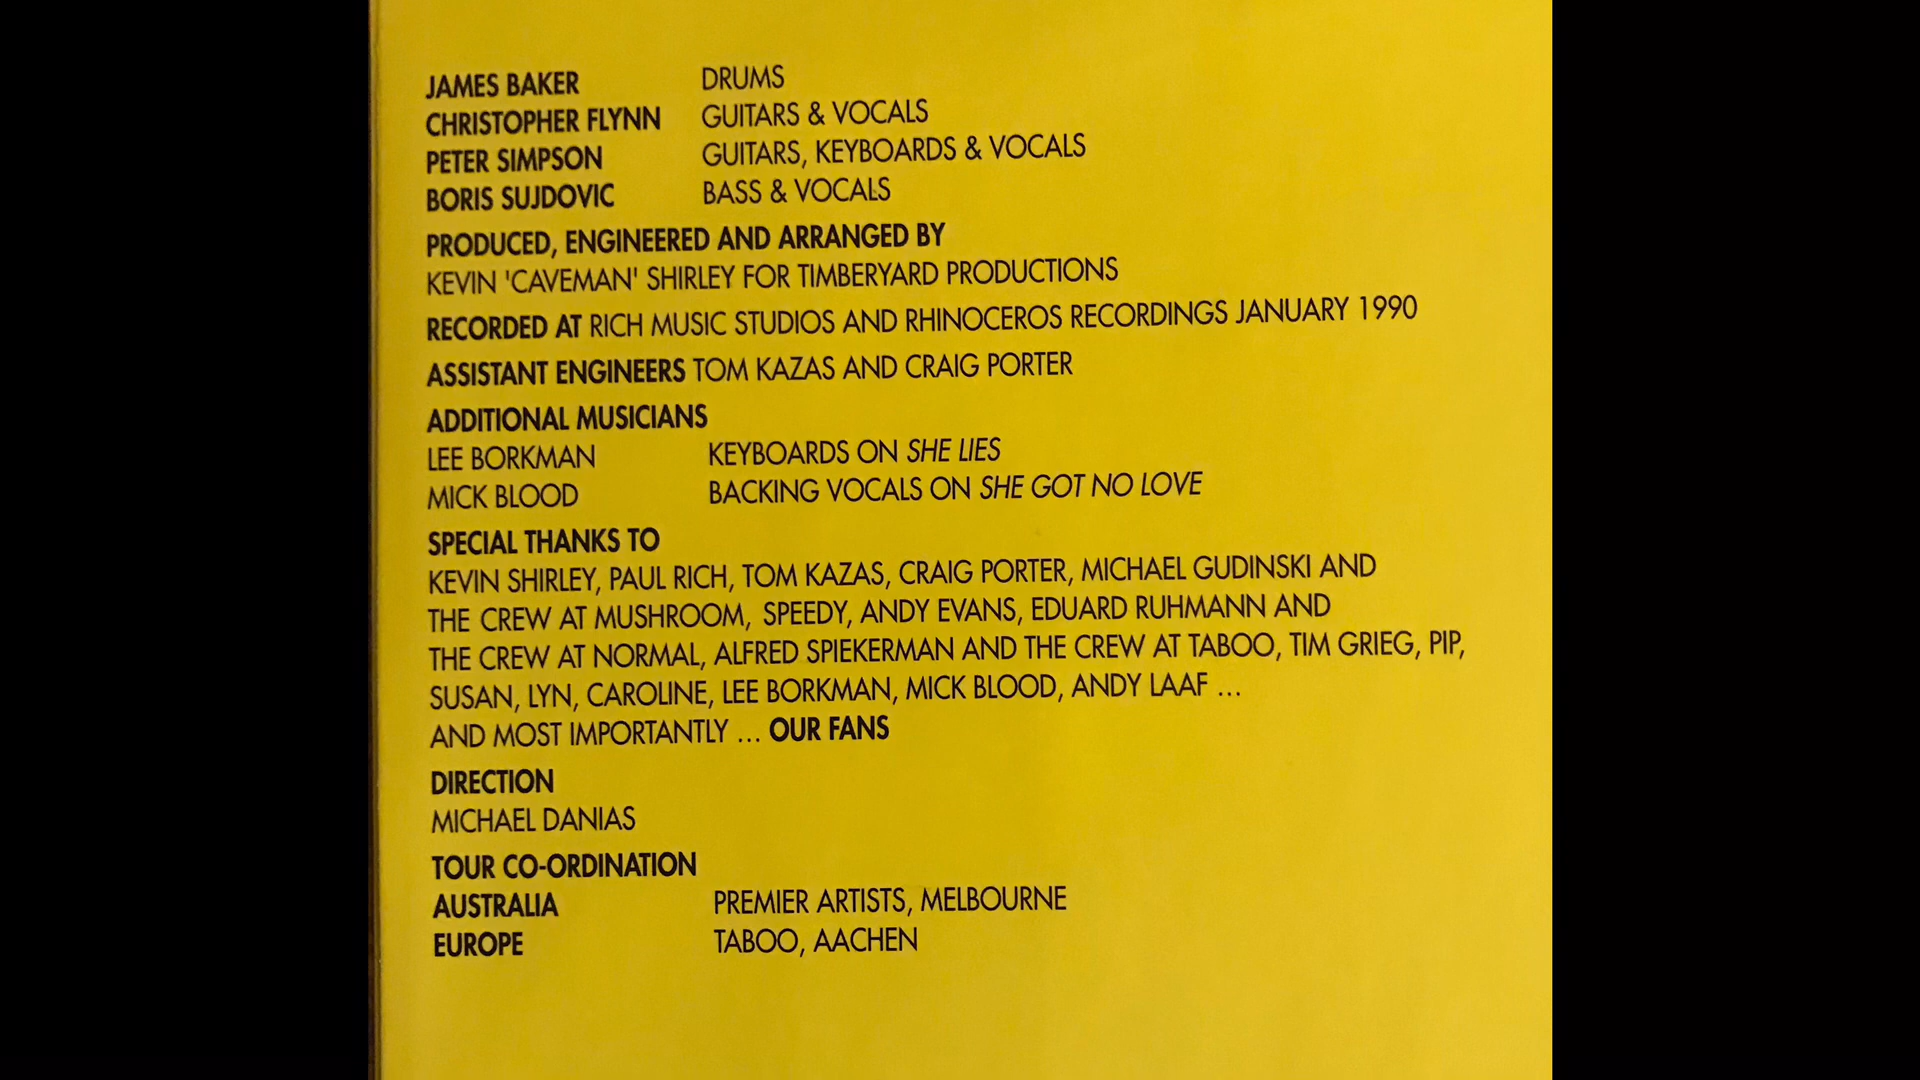 JAMES BAKER DRUMS
CHRISTOPHER FLYNN GUITARS & VOCALS
PETER SIMPSON GUITARS, KEYBOARDS & VOCALS
BORIS SUJDOVIC BASS & VOCALS
PRODUCED, ENGINEERED AND ARRANGED BY
KEVIN 'CAVEMAN' SHIRLEY FOR TIMBERYARD PRODUCTIONS
RECORDED AT RICH MUSIC STUDIOS AND RHINOCEROS RECORDINGS JANUARY 1990
ASSISTANT ENGINEERS TOM KAZAS AND CRAIG PORTER
ADDITIONAL MUSICIANS
LEE BORKMAN KEYBOARDS ON SHE LIES
MICK BLOOD BACKING VOCALS ON SHE GOT NO LOVE
SPECIAL THANKS TO
KEVIN SHIRLEY, PAUL RICH, TOM KAZAS, CRAIG PORTER, MICHAEL GUDINSKI AND
THE CREW AT MUSHROOM, SPEEDY, ANDY EVANS, EDUARD RUHMANN AND
THE CREW AT NORMAL, ALFRED SPIEKERMAN AND THE CREW AT TABOO, TIM GRIEG, PIP,
SUSAN, LYN, CAROLINE, LEE BORKMAN, MICK BLOOD, ANDY LAAF ...
AND MOST IMPORTANTLY ... OUR FANS
DIRECTION
MICHAEL DANIAS
TOUR CO-ORDINATION
AUSTRALIA PREMIER ARTISTS, MELBOURNE
EUROPE TABOO, AACHEN